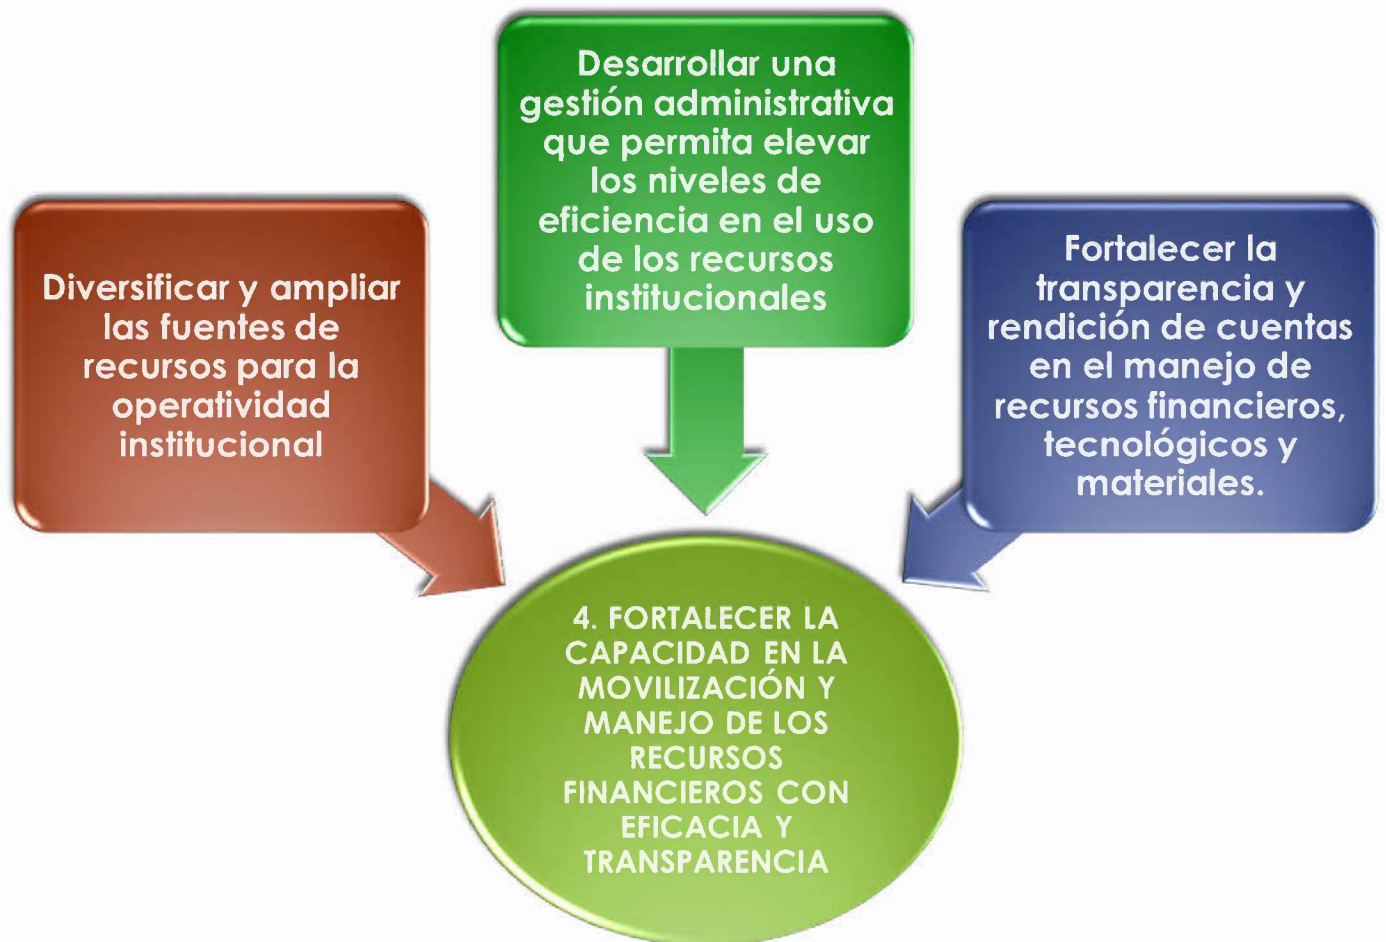 Desarrollar una
gestión administrativa
que permita elevar
los niveles de
eficiencia en el uso
de los recursos
institucionales
Diversificar y ampliar
las fuentes de
recursos para la
operatividad
institucional
Fortalecer la
transparencia y
rendición de cuentas
en el manejo de
recursos financieros,
tecnológicos y
materiales.
4. FORTALECER LA
CAPACIDAD EN LA
MOVILIZACIÓN Y
MANEJO DE LOS
RECURSOS
FINANCIEROS CON
EFICACIA Y
TRANSPARENCIA